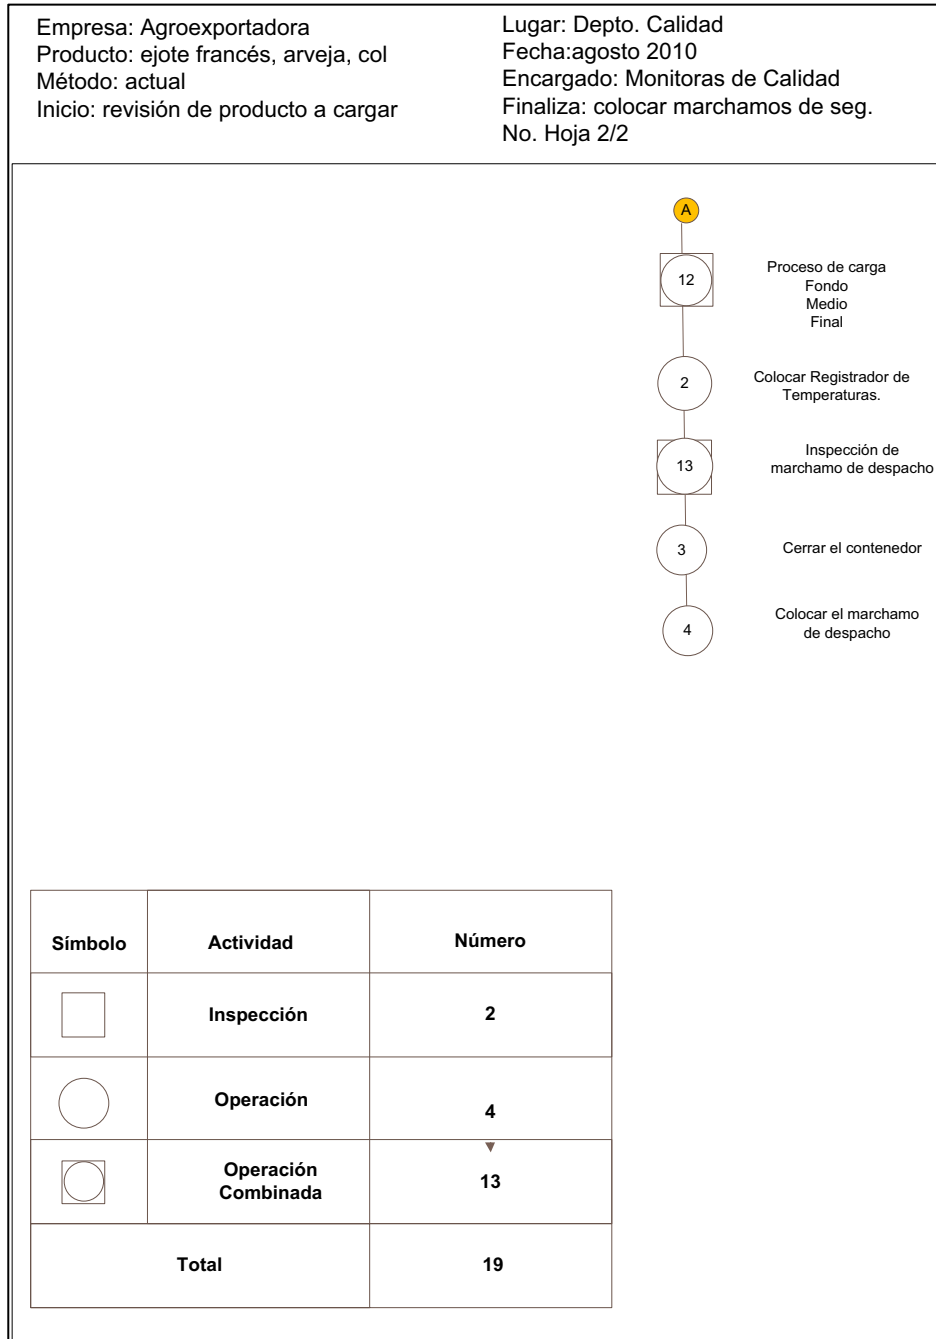 Empresa: Agroexportadora
Producto: ejote francés, arveja, col
Método: actual
Inicio: revisión de producto a cargar
Lugar: Depto. Calidad
Fecha:agosto 2010
Encargado: Monitoras de Calidad
Finaliza: colocar marchamos de seg.
No. Hoja 2/2
A
12
Proceso de carga
Fondo
Medio
Final
2
Colocar Registrador de
Temperaturas.
13
Inspección de
marchamo de despacho
3
Cerrar el contenedor
4
Colocar el marchamo
de despacho
Símbolo Actividad Número
Inspección 2
Operación 4
Operación
Combinada
13
Total 19